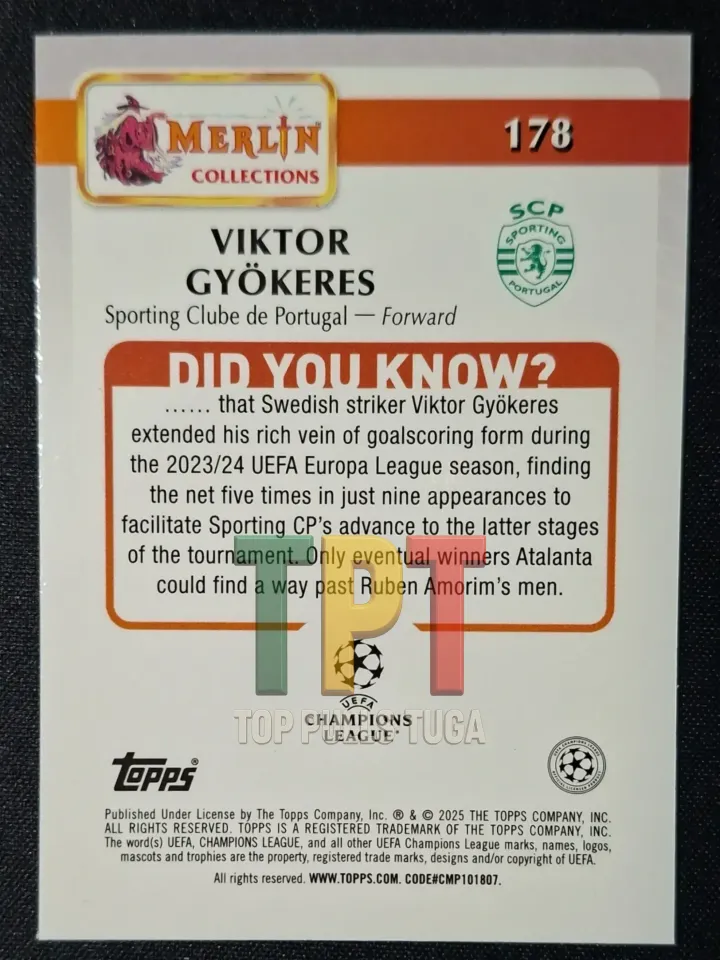 MERLIN™
COLLECTIONS
178
VIKTOR
GYÖKERES
Sporting Clube de Portugal — Forward
SCP
SPORTING
PORTUGAL
DID YOU KNOW?
...... that Swedish striker Viktor Gyökeres
extended his rich vein of goalscoring form during
the 2023/24 UEFA Europa League season, finding
the net five times in just nine appearances to
facilitate Sporting CP's advance to the latter stages
of the tournament. Only eventual winners Atalanta
could find a way past Ruben Amorim's men.
TPT
TOP PULLS TUGA
UEFA
CHAMPIONS
LEAGUE®
topps®
Published Under License by The Topps Company, Inc. ® & © 2025 THE TOPPS COMPANY, INC.
ALL RIGHTS RESERVED. TOPPS IS A REGISTERED TRADEMARK OF THE TOPPS COMPANY, INC.
The word(s) UEFA, CHAMPIONS LEAGUE, and all other UEFA Champions League marks, names, logos,
mascots and trophies are the property, registered trade marks, designs and/or copyright of UEFA.
All rights reserved. WWW.TOPPS.COM. CODE#CMP101807.